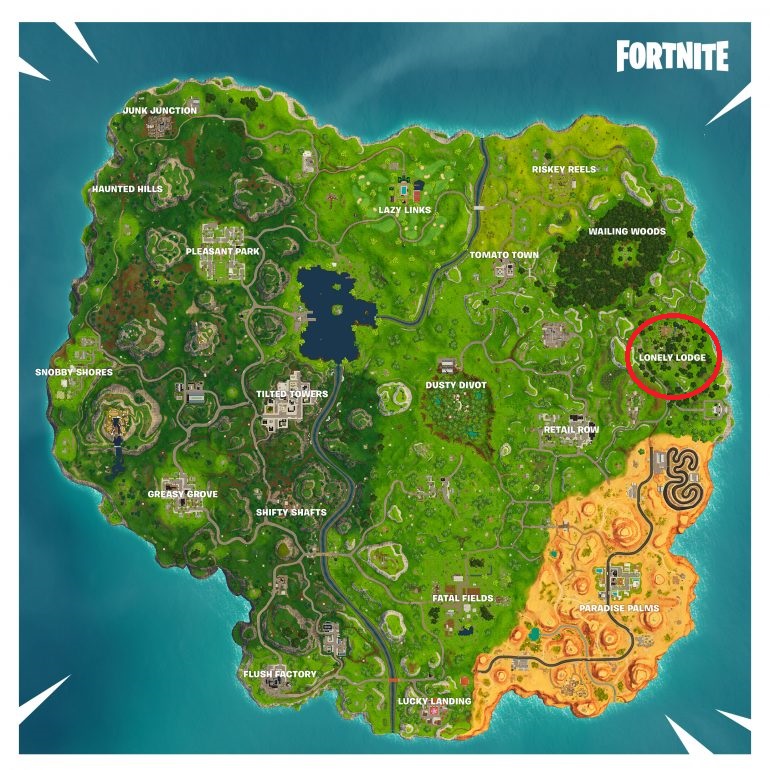 FORTNITE
JUNK JUNCTION
RISKEY REELS
HAUNTED HILLS
LAZY LINKS
WAILING WOODS
PLEASANT PARK
TOMATO TOWN
LONELY LODGE
SNOBBY SHORES
DUSTY DIVOT
TILTED TOWERS
RETAIL ROW
GREASY GROVE
SHIFTY SHAFTS
FATAL FIELDS
PARADISE PALMS
FLUSH FACTORY
LUCKY LANDING